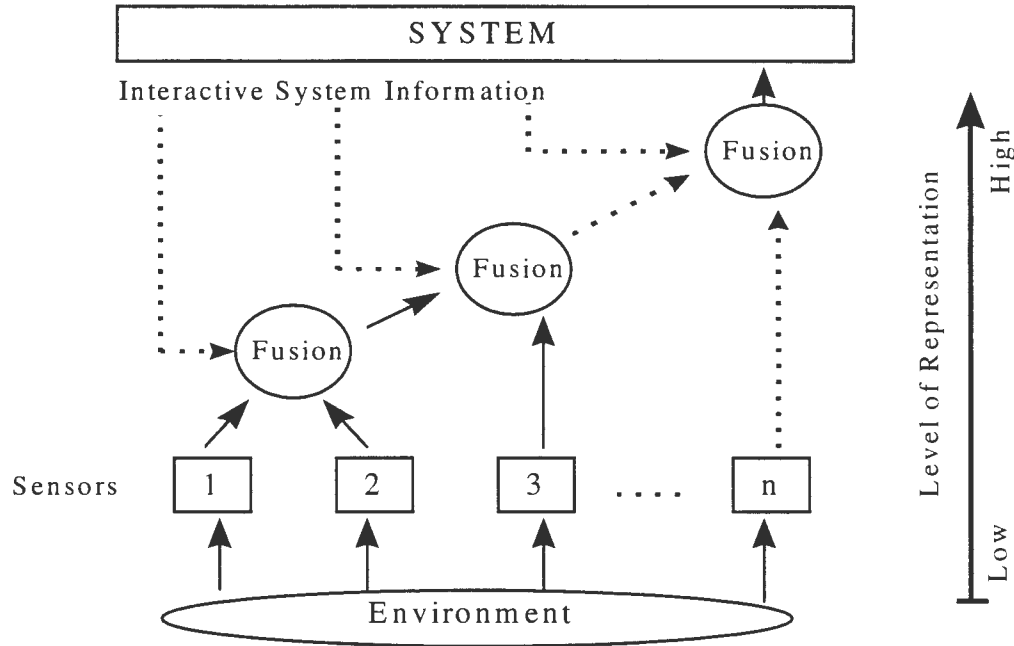 SYSTEM
Interactive System Information
Fusion
Fusion
Fusion
Sensors
1
2
3
.....
n
Environment
Level of Representation
High
Low